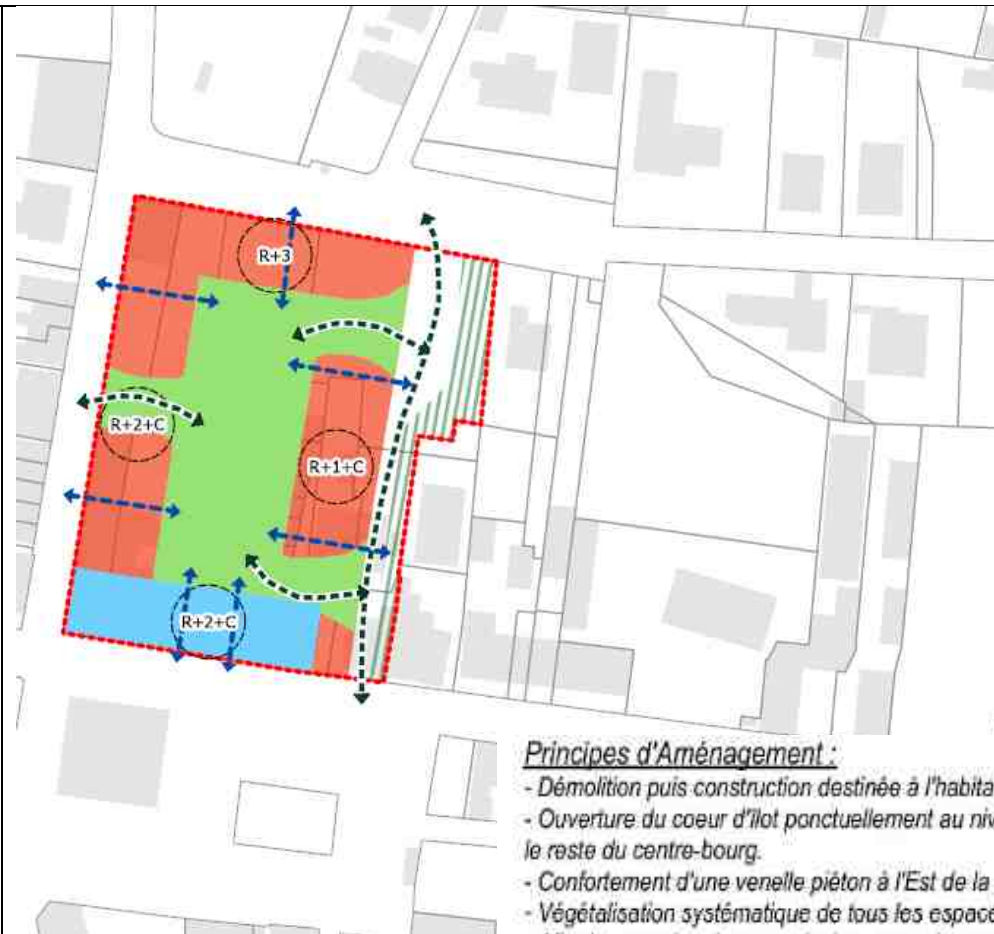 R+3
R+2+C
R+1+C
R+2+C
Principes d'Aménagement :
- Démolition puis construction destinée à l'habita
- Ouverture du coeur d'îlot ponctuellement au niv
le reste du centre-bourg.
- Confortement d'une venelle piéton à l'Est de la
- Végétalisation systématique de tous les espace